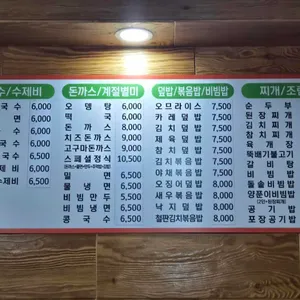 수/수제비
국수 6,000
면 6,000
국수 6,500
6,500
수 6,500
수제비 6,500
돈까스/계절별미
오뎅탕 6,000
떡국 6,000
돈까스 8,000
치즈돈까스 9,000
고구마돈까스 9,000
스페셜정식 10,500
밀면 6,500
물냉면 6,500
비빔만두 5,500
비빔냉면 6,500
콩국수 6,500
덮밥/볶음밥/비빔밥
오므라이스 7,500
카레덮밥 7,500
김치덮밥 7,500
제육덮밥 7,500
참치덮밥 7,500
김치볶음밥 7,500
야채볶음밥 7,500
오징어덮밥 8,000
새우볶음밥 8,000
낙지덮밥 8,000
철판김치볶음밥 8,000
찌개/조
순두부
된장찌개
김치찌개
참치찌개
육개장
뚝배기불고기
갈비탕
비빔밥
돌솥비빔밥
양푼이비빔밥
공기밥
포장공기밥